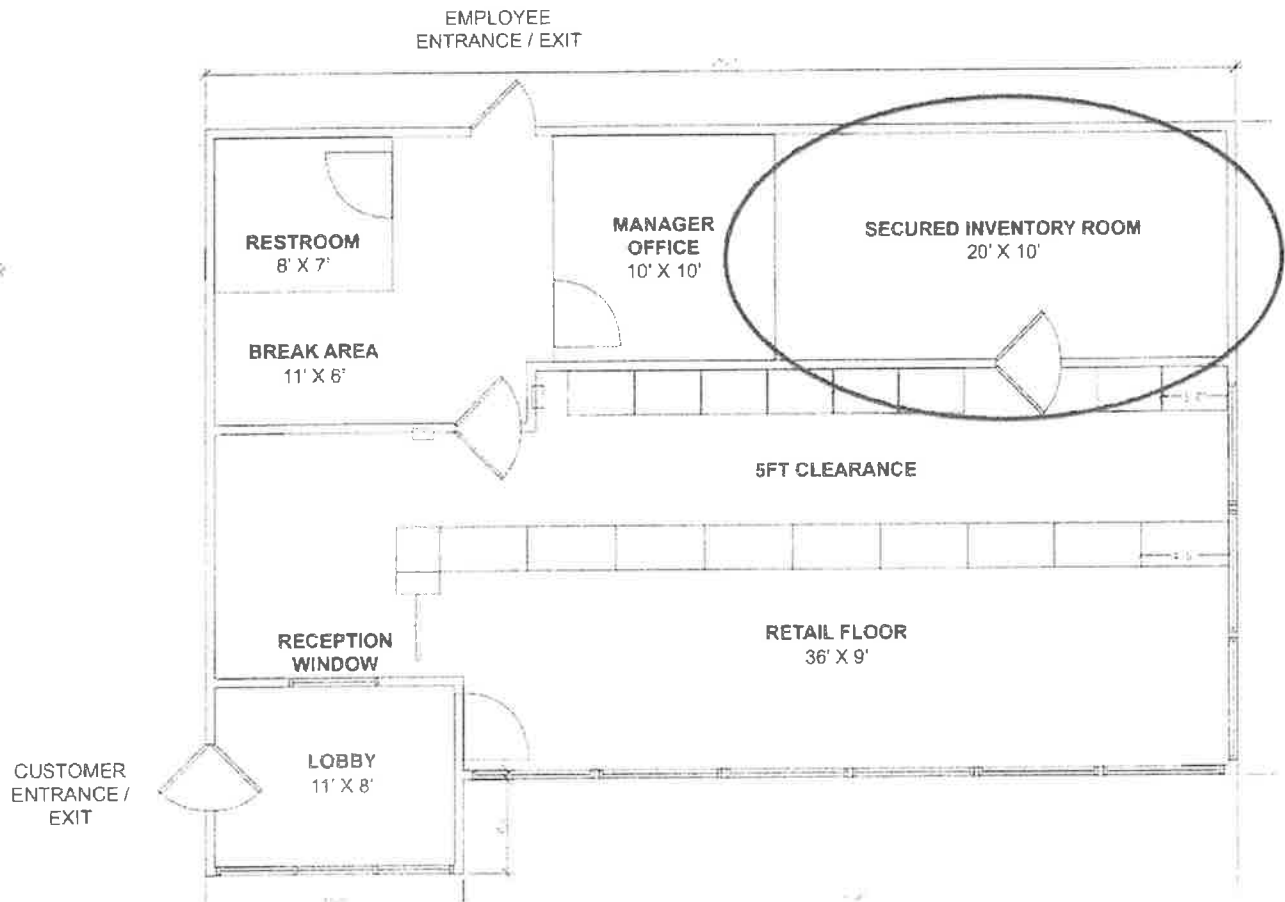 EMPLOYEE
ENTRANCE / EXIT
RESTROOM
8' X 7'
MANAGER
OFFICE
10' X 10'
SECURED INVENTORY ROOM
20' X 10'
BREAK AREA
11' X 6'
5FT CLEARANCE
RETAIL FLOOR
36' X 9'
RECEPTION
WINDOW
LOBBY
11' X 8'
CUSTOMER
ENTRANCE /
EXIT